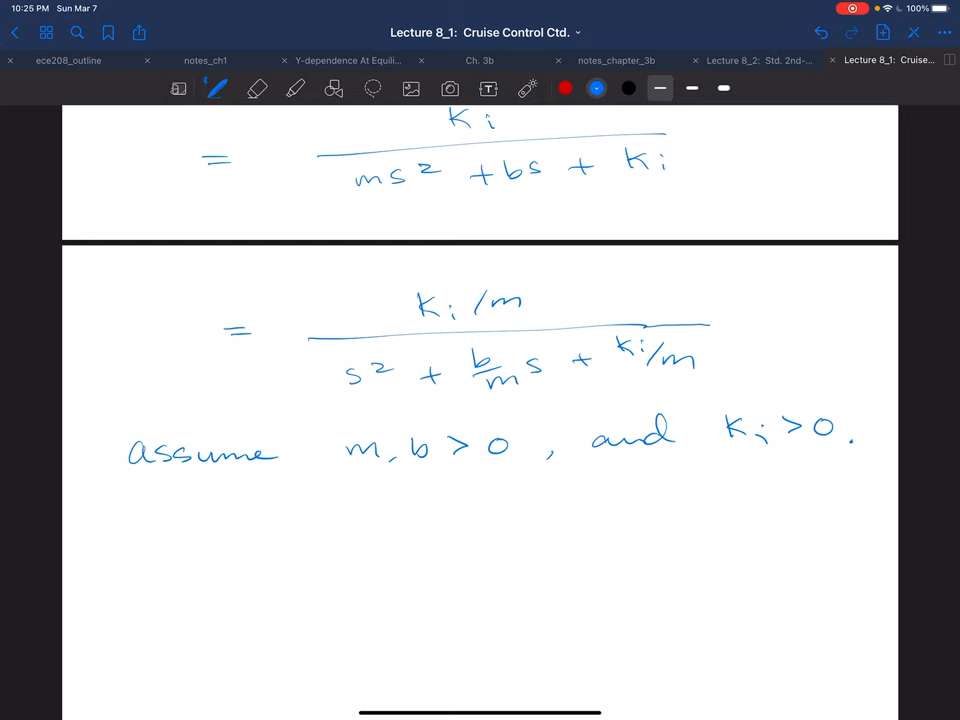 10:25 PM Sun Mar 7
100%
Lecture 8_1: Cruise Control Ctd.
ece208_outline
notes_ch1
Y-dependence At Equili...
Ch. 3b
notes_chapter_3b
Lecture 8_2: Std. 2nd-...
Lecture 8_1: Cruise...
Ki
= ms² + bs + Ki
Ki/m
= s² + b/m s + Ki/m
assume m, b > 0, and Ki > 0.